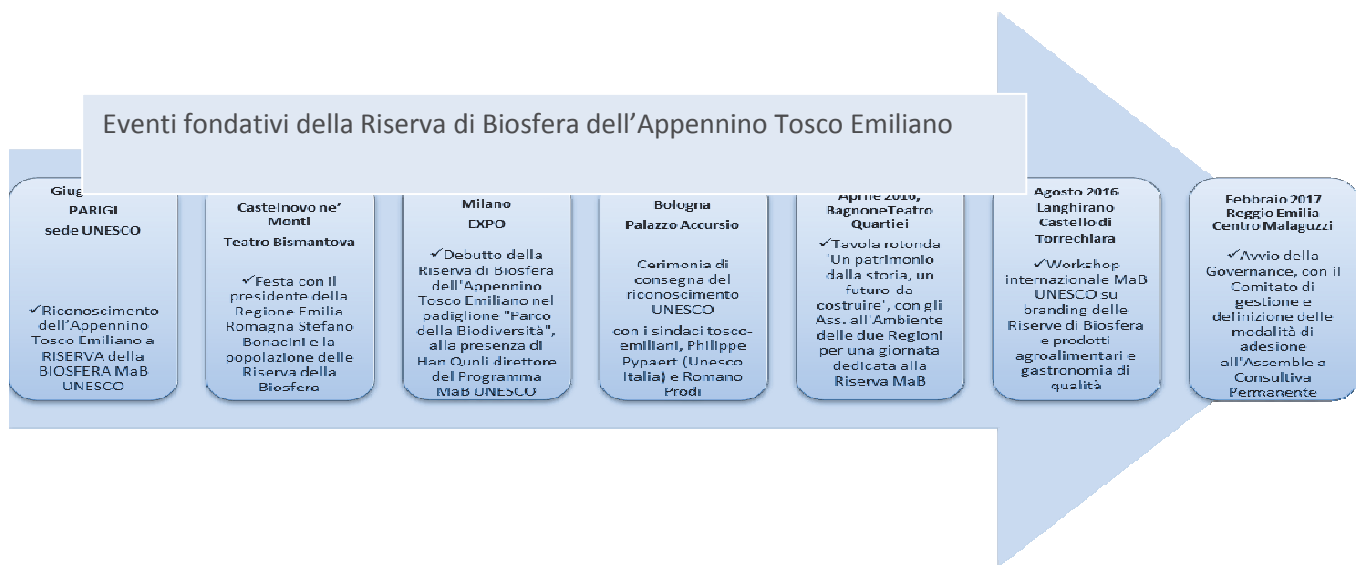 Eventi fondativi della Riserva di Biosfera dell’Appennino Tosco Emiliano
PARIGI
sede UNESCO
✓Riconoscimento
dell’Appennino
Tosco Emiliano a
RISERVA della
BIOSFERA MaB
UNESCO
Castelnovo ne’
Monti
Teatro Bismantova
✓Festa con il
presidente della
Regione Emilia
Romagna Stefano
Bonacini e la
popolazione delle
Riserva della
Biosfera
Milano
EXPO
✓Debutto della
Riserva di Biosfera
dell'Appennino
Tosco Emiliano nel
padiglione "Parco
della Biodiversità",
alla presenza di
Han Qunli direttore
del Programma
MaB UNESCO
Bologna
Palazzo Accursio
Cerimonia di
consegna del
riconoscimento
UNESCO
con i sindaci tosco-
emiliani, Philippe
Pypaert (Unesco
Italia) e Romano
Prodi
Aprile 2016,
BagnoneTeatro
Quartiei
✓Tavola rotonda
'Un patrimonio
dalla storia, un
futuro da
costruire', con gli
Ass. all'Ambiente
delle due Regioni
per una giornata
dedicata alla
Riserva MaB
Agosto 2016
Langhirano
Castello di
Torrechiara
✓Workshop
internazionale MaB
UNESCO su
branding delle
Riserve di Biosfera
e prodotti
agroalimentari e
gastronomia di
qualità
Febbraio 2017
Reggio Emilia
Centro Malaguzzi
✓Avvio della
Governance, con il
Comitato di
gestione e
definizione delle
modalità di
adesione
all'Assemblea
Consultiva
Permanente